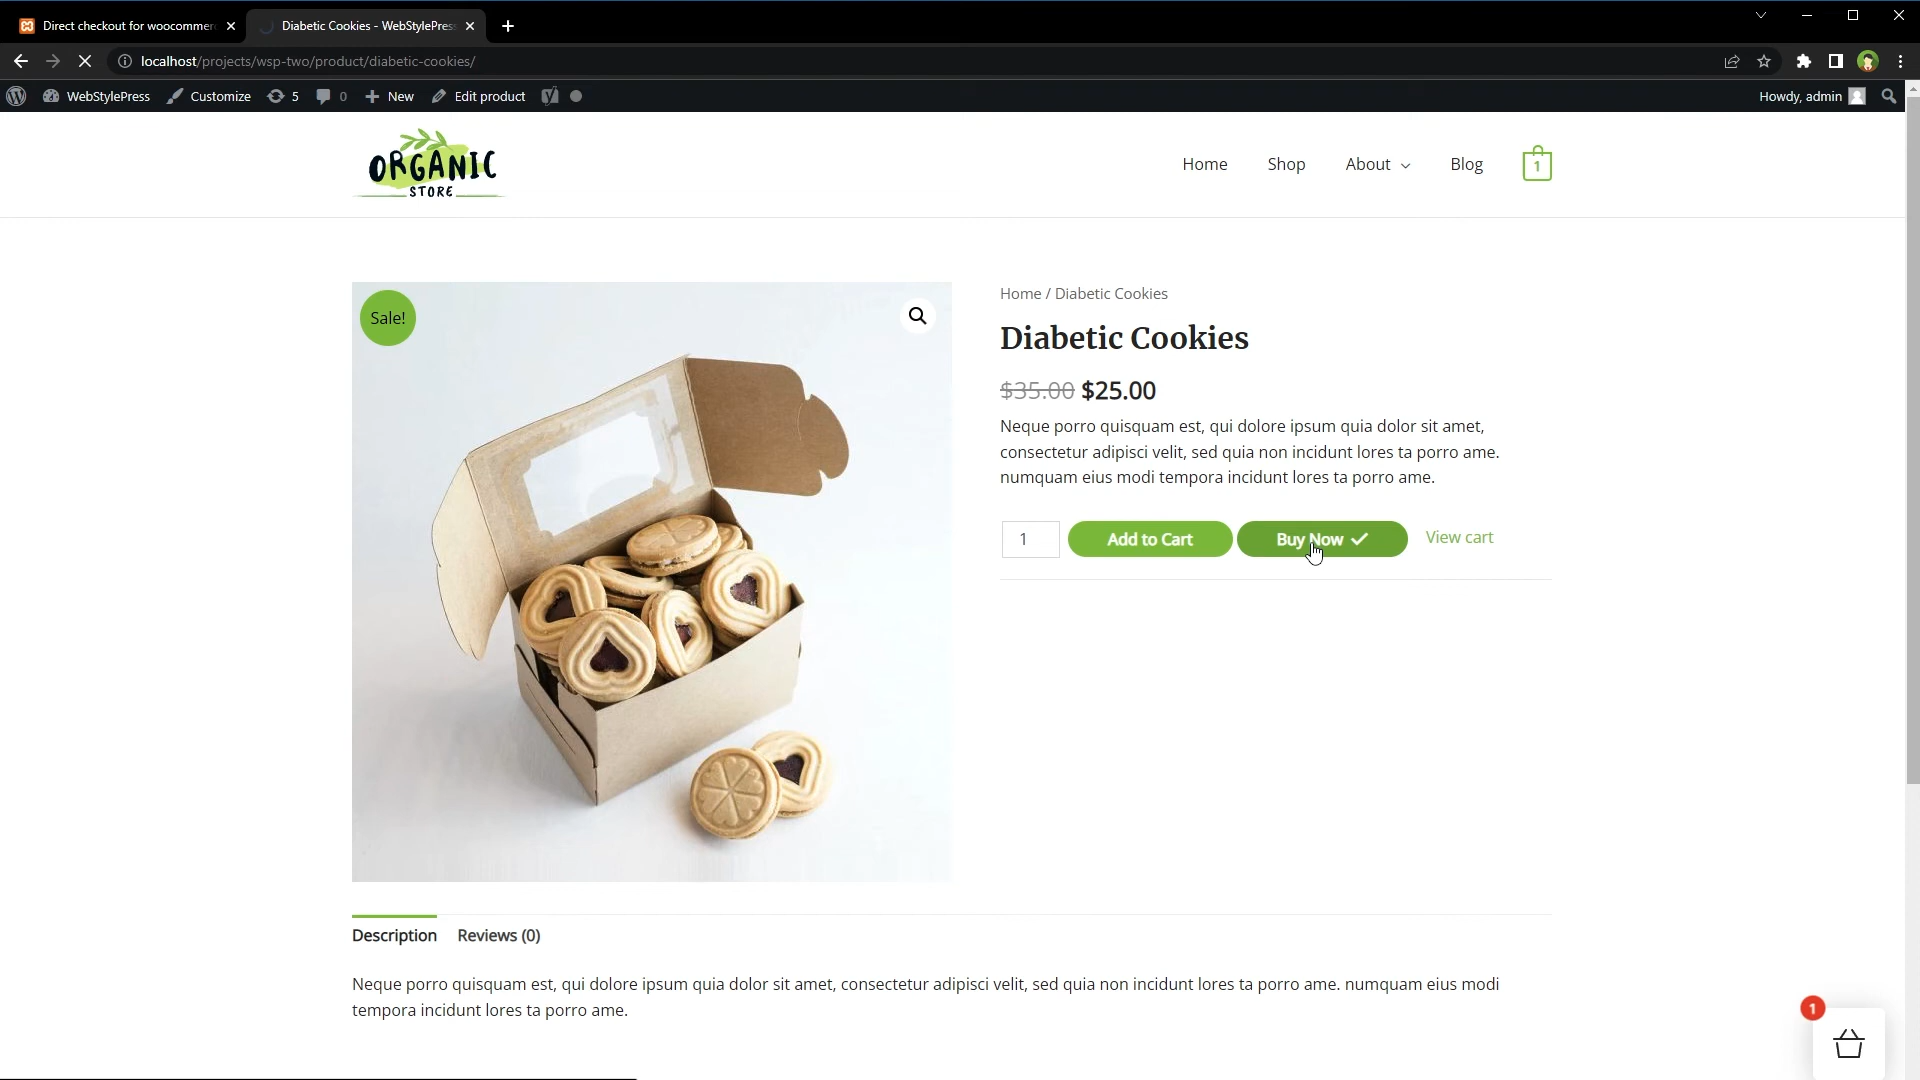 Direct checkout for woocommer
Diabetic Cookies - WebStylePress
localhost/projects/wsp-two/product/diabetic-cookies/
WebStylePress
Customize
5
0
New
Edit product
Howdy, admin
ORGANIC
STORE
Home
Shop
About
Blog
1
Sale!
Home / Diabetic Cookies
Diabetic Cookies
$35.00 $25.00
Neque porro quisquam est, qui dolore ipsum quia dolor sit amet,
consectetur adipisci velit, sed quia non incidunt lores ta porro ame.
numquam eius modi tempora incidunt lores ta porro ame.
1
Add to Cart
Buy Now
View cart
Description
Reviews (0)
Neque porro quisquam est, qui dolore ipsum quia dolor sit amet, consectetur adipisci velit, sed quia non incidunt lores ta porro ame. numquam eius modi
tempora incidunt lores ta porro ame.
1